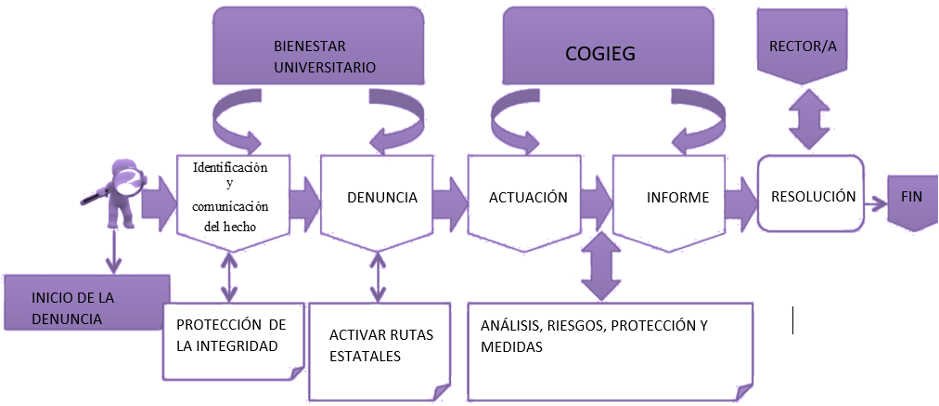 BIENESTAR
UNIVERSITARIO
COGIEG
RECTOR/A
Identificación
y
comunicación
del hecho
DENUNCIA
ACTUACIÓN
INFORME
RESOLUCIÓN
FIN
INICIO DE LA
DENUNCIA
PROTECCIÓN DE
LA INTEGRIDAD
ACTIVAR RUTAS
ESTATALES
ANÁLISIS, RIESGOS, PROTECCIÓN Y
MEDIDAS